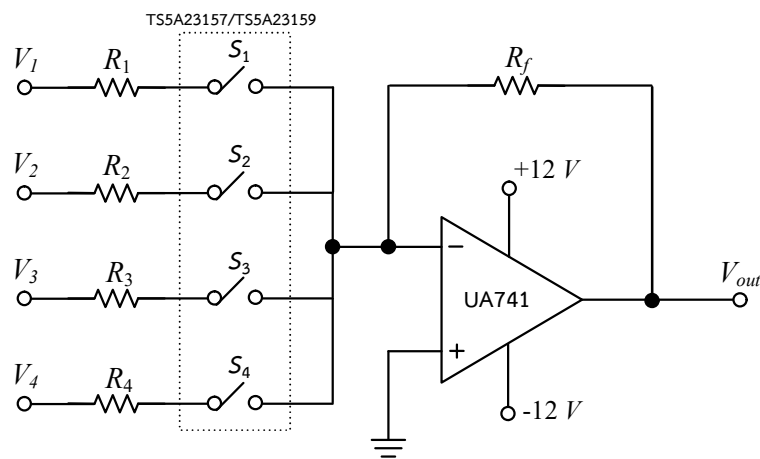 TS5A23157/TS5A23159
V1 R1 S1
Rf
V2 R2 S2
+12 V
V3 R3 S3
UA741
Vout
V4 R4 S4
-12 V